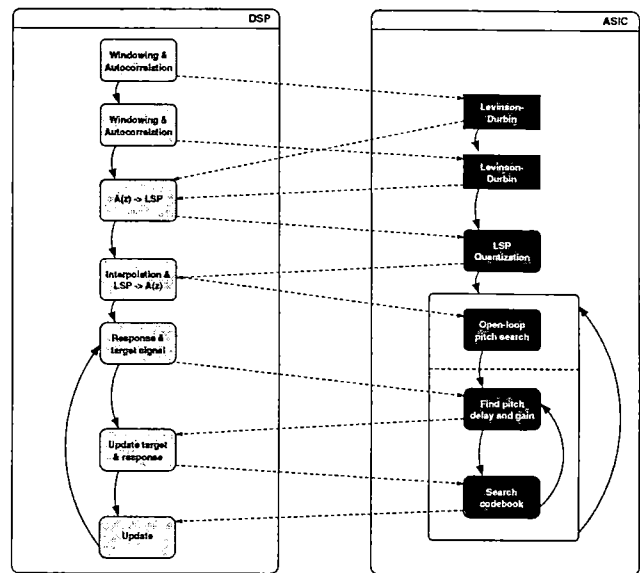 DSP
Windowing &
Autocorrelation
Windowing &
Autocorrelation
A(z) -> LSP
Interpolation &
LSP -> A(z)
Response &
target signal
Update target
& response
Update
ASIC
Levinson-
Durbin
Levinson-
Durbin
LSP
Quantization
Open-loop
pitch search
Find pitch
delay and gain
Search
codebook